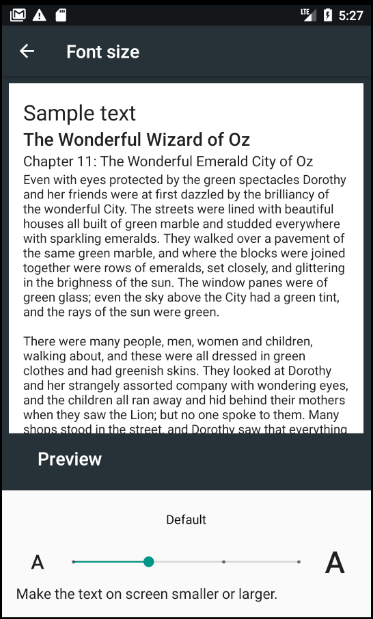 LTE 5:27
Font size
Sample text
The Wonderful Wizard of Oz
Chapter 11: The Wonderful Emerald City of Oz
Even with eyes protected by the green spectacles Dorothy
and her friends were at first dazzled by the brilliancy of
the wonderful City. The streets were lined with beautiful
houses all built of green marble and studded everywhere
with sparkling emeralds. They walked over a pavement of
the same green marble, and where the blocks were joined
together were rows of emeralds, set closely, and glittering
in the brighness of the sun. The window panes were of
green glass; even the sky above the City had a green tint,
and the rays of the sun were green.
There were many people, men, women and children,
walking about, and these were all dressed in green
clothes and had greenish skins. They looked at Dorothy
and her strangely assorted company with wondering eyes,
and the children all ran away and hid behind their mothers
when they saw the Lion; but no one spoke to them. Many
shops stood in the street, and Dorothy saw that everything
Preview
Default
A A
Make the text on screen smaller or larger.